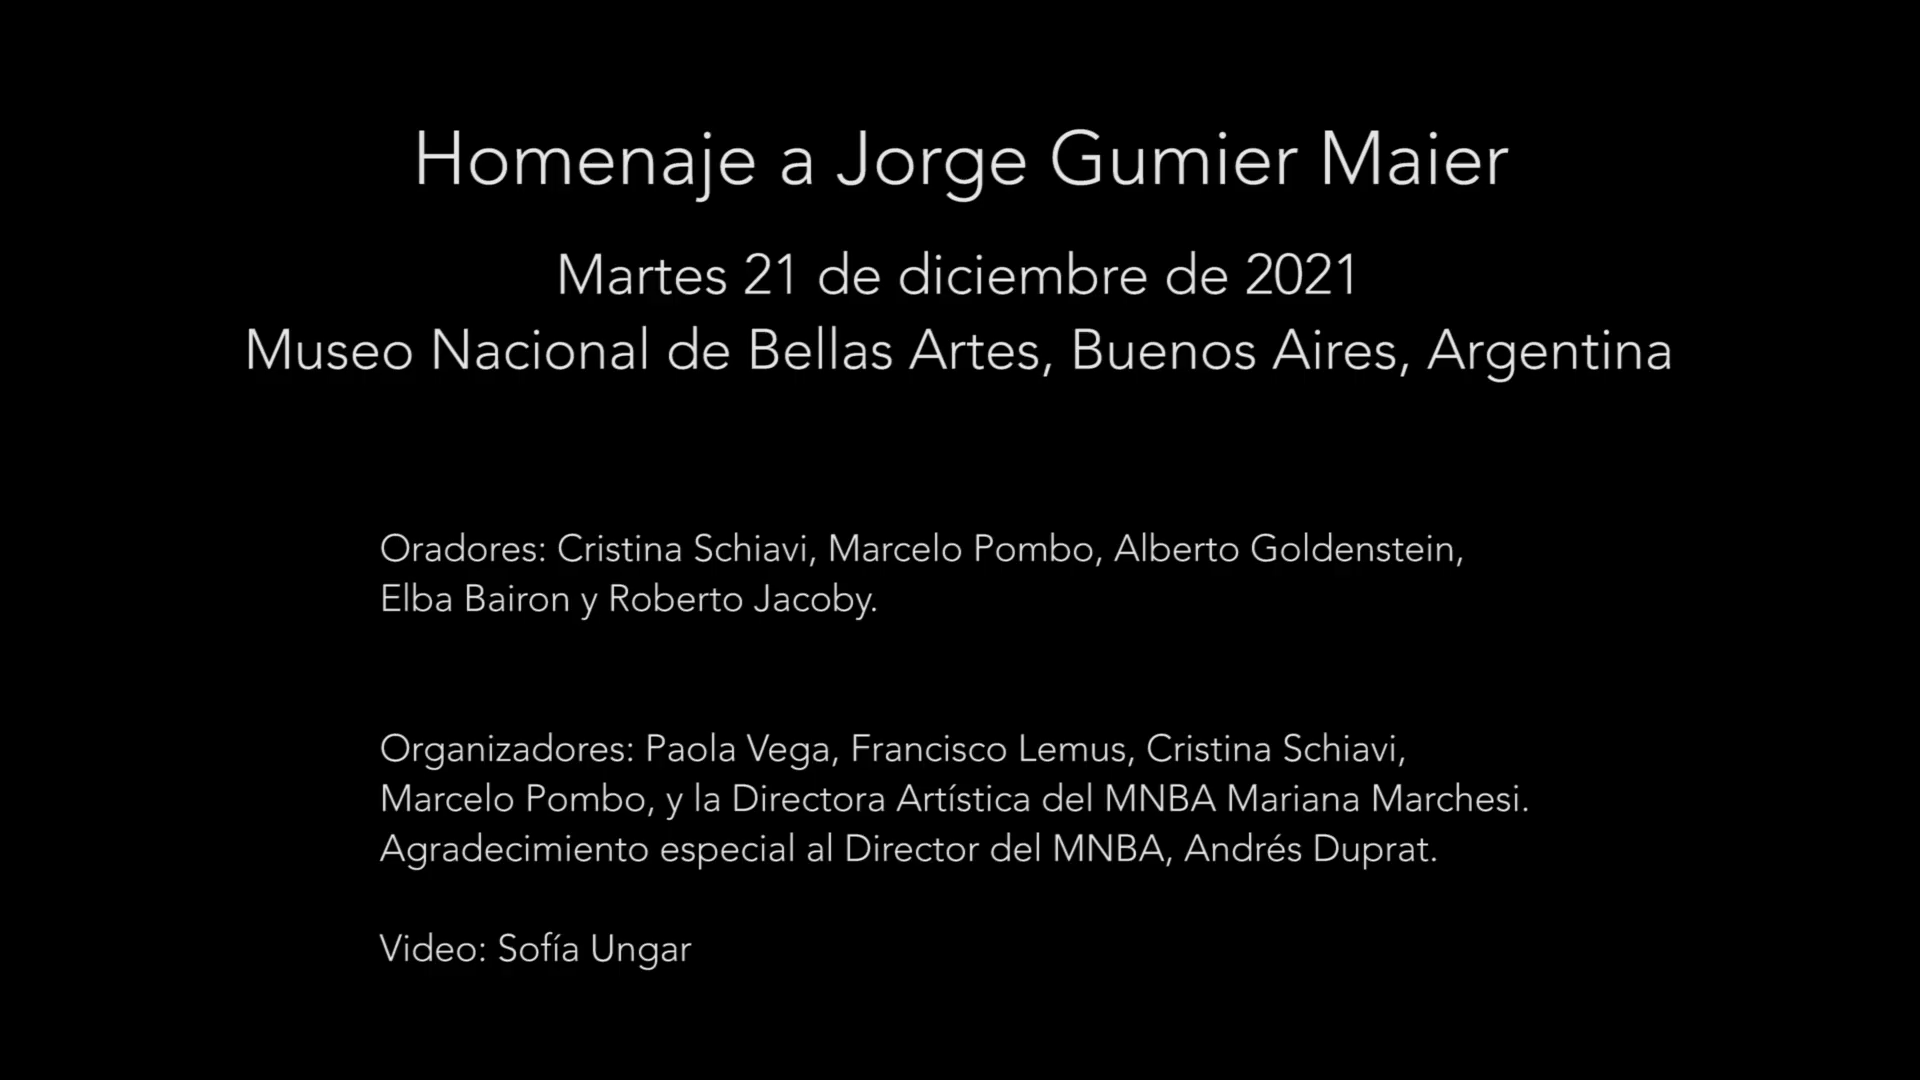 Homenaje a Jorge Gumier Maier
Martes 21 de diciembre de 2021
Museo Nacional de Bellas Artes, Buenos Aires, Argentina
Oradores: Cristina Schiavi, Marcelo Pombo, Alberto Goldenstein,
Elba Bairon y Roberto Jacoby.
Organizadores: Paola Vega, Francisco Lemus, Cristina Schiavi,
Marcelo Pombo, y la Directora Artística del MNBA Mariana Marchesi.
Agradecimiento especial al Director del MNBA, Andrés Duprat.
Video: Sofía Ungar